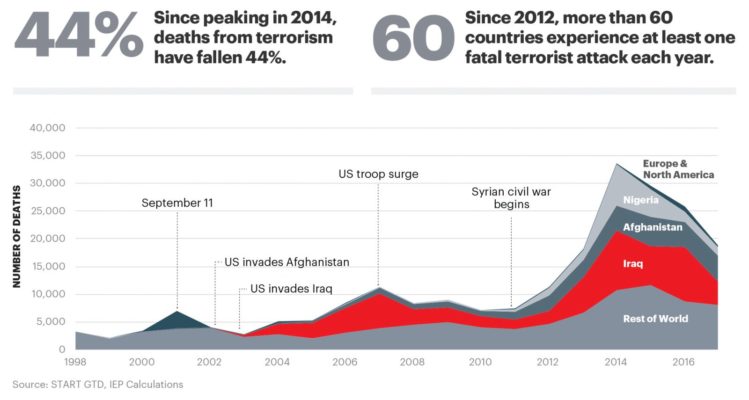 44%
Since peaking in 2014,
deaths from terrorism
have fallen 44%.
60
Since 2012, more than 60
countries experience at least one
fatal terrorist attack each year.
40,000
35,000
30,000
25,000
20,000
15,000
10,000
5,000
0
NUMBER OF DEATHS
September 11
US invades Afghanistan
US invades Iraq
US troop surge
Syrian civil war
begins
Europe &
North America
Nigeria
Afghanistan
Iraq
Rest of World
1998 2000 2002 2004 2006 2008 2010 2012 2014 2016
Source: START GTD, IEP Calculations